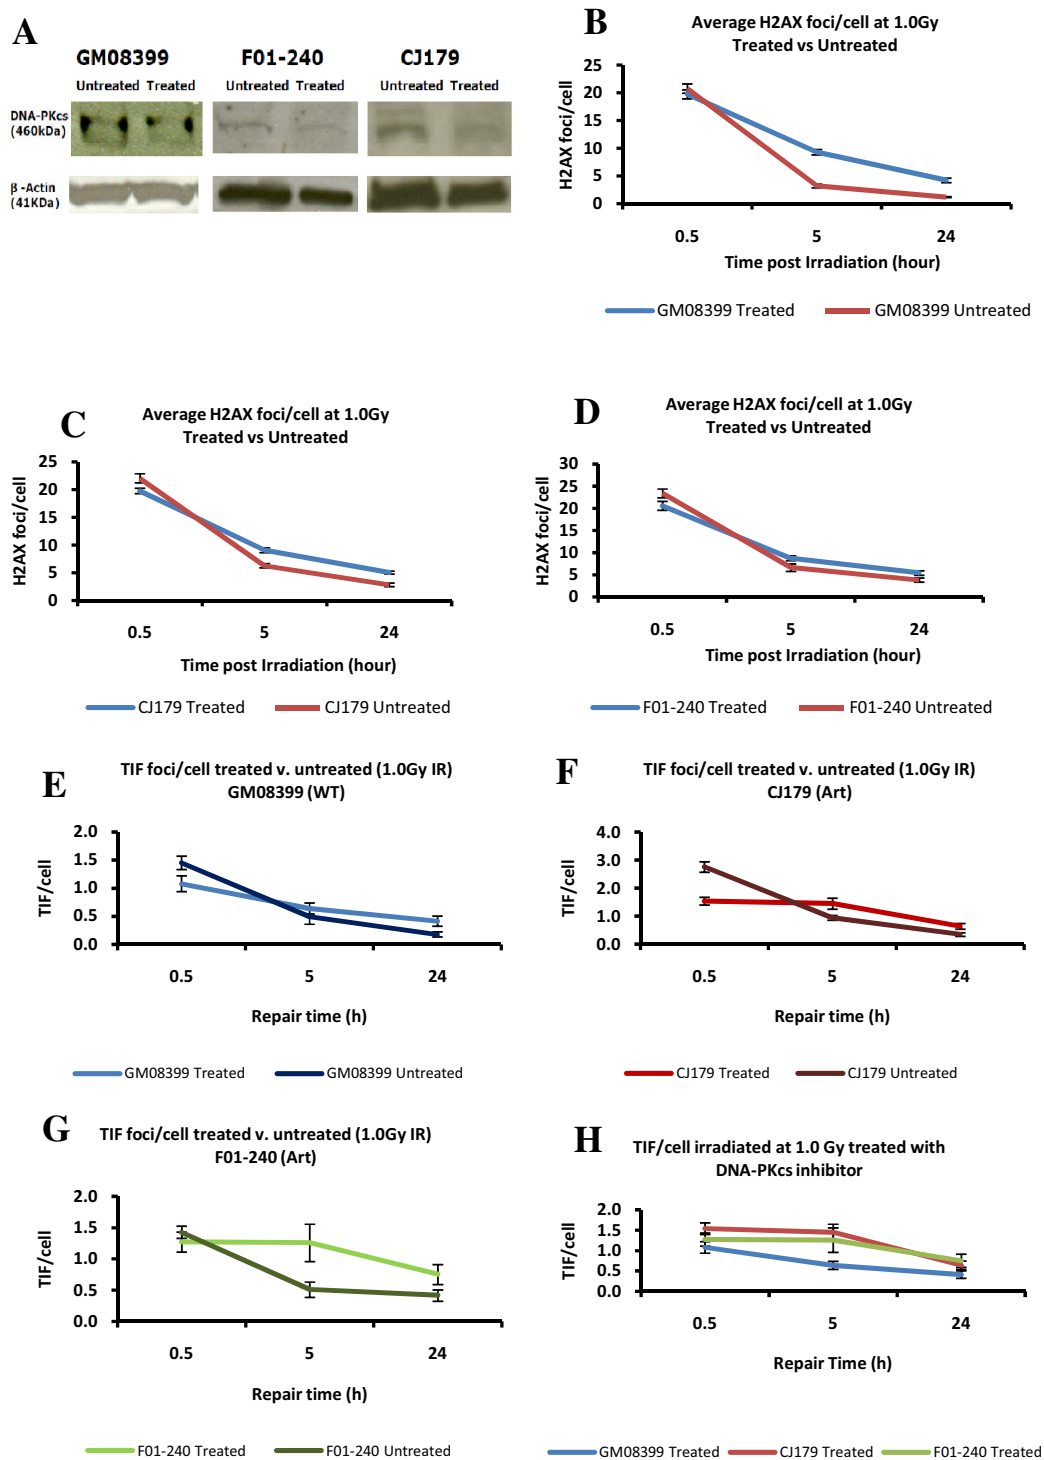 A
GM08399 F01-240 CJ179
Untreated Treated Untreated Treated Untreated Treated
DNA-PKcs
(460kDa)
β-Actin
(41KDa)
B
Average H2AX foci/cell at 1.0Gy
Treated vs Untreated
H2AX foci/cell
25
20
15
10
5
0
0.5 5 24
Time post Irradiation (hour)
GM08399 Treated GM08399 Untreated
C
Average H2AX foci/cell at 1.0Gy
Treated vs Untreated
H2AX foci/cell
25
20
15
10
5
0
0.5 5 24
Time post Irradiation (hour)
CJ179 Treated CJ179 Untreated
D
Average H2AX foci/cell at 1.0Gy
Treated vs Untreated
H2AX foci/cell
30
25
20
15
10
5
0
0.5 5 24
Time post Irradiation (hour)
F01-240 Treated F01-240 Untreated
E
TIF foci/cell treated v. untreated (1.0Gy IR)
GM08399 (WT)
TIF/cell
2.0
1.5
1.0
0.5
0.0
0.5 5 24
Repair time (h)
GM08399 Treated GM08399 Untreated
F
TIF foci/cell treated v. untreated (1.0Gy IR)
CJ179 (Art)
TIF/cell
4.0
3.0
2.0
1.0
0.0
0.5 5 24
Repair time (h)
CJ179 Treated CJ179 Untreated
G
TIF foci/cell treated v. untreated (1.0Gy IR)
F01-240 (Art)
TIF/cell
2.0
1.5
1.0
0.5
0.0
0.5 5 24
Repair time (h)
F01-240 Treated F01-240 Untreated
H
TIF/cell irradiated at 1.0 Gy treated with
DNA-PKcs inhibitor
TIF/cell
2.0
1.5
1.0
0.5
0.0
0.5 5 24
Repair Time (h)
GM08399 Treated CJ179 Treated F01-240 Treated